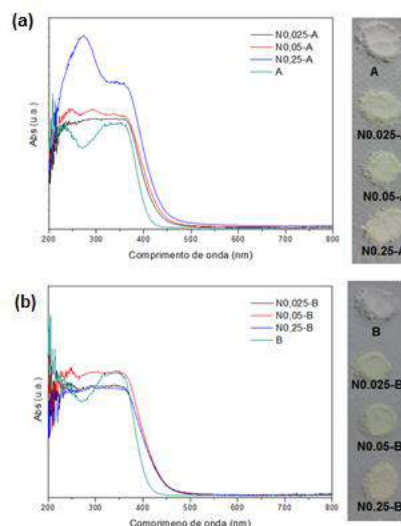 (a)
N0,025-A
N0,05-A
N0,25-A
A
Abs (u.a.)
200 300 400 500 600 700 800
Comprimento de onda (nm)
A
N0.025-A
N0.05-A
N0.25-A
(b)
N0,025-B
N0,05-B
N0,25-B
B
Abs (u.a.)
200 300 400 500 600 700 800
Comprimeno de onda (nm)
B
N0.025-B
N0.05-B
N0.25-B